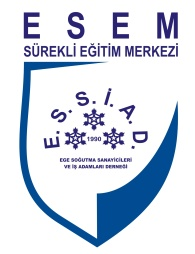 ESEM
SÜREKLİ EĞİTİM MERKEZİ
E.S.S.İ.A.D.
1990
EGE SOĞUTMA SANAYİCİLERİ
VE İŞ ADAMLARI DERNEĞİ